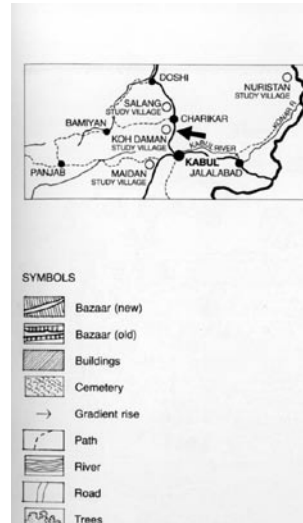 DOSHI
NURISTAN
STUDY VILLAGE
SALANG
STUDY VILLAGE
CHARIKAR
BAMIYAN
KOH DAMAN
STUDY VILLAGE
KABUL RIVER
KABUL
PANJAB
MAIDAN
STUDY VILLAGE
JALALABAD
SYMBOLS
Bazaar (new)
Bazaar (old)
Buildings
Cemetery
Gradient rise
Path
River
Road
Trees